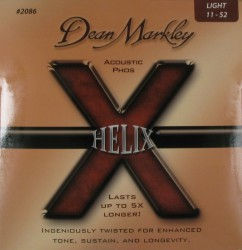 LIGHT
#2086
Dean Markley
11 - 52
ACOUSTIC
PHOS
X
HELIX
LASTS
UP TO 5X
LONGER!
INGENIOUSLY TWISTED FOR ENHANCED
TONE, SUSTAIN, AND LONGEVITY.